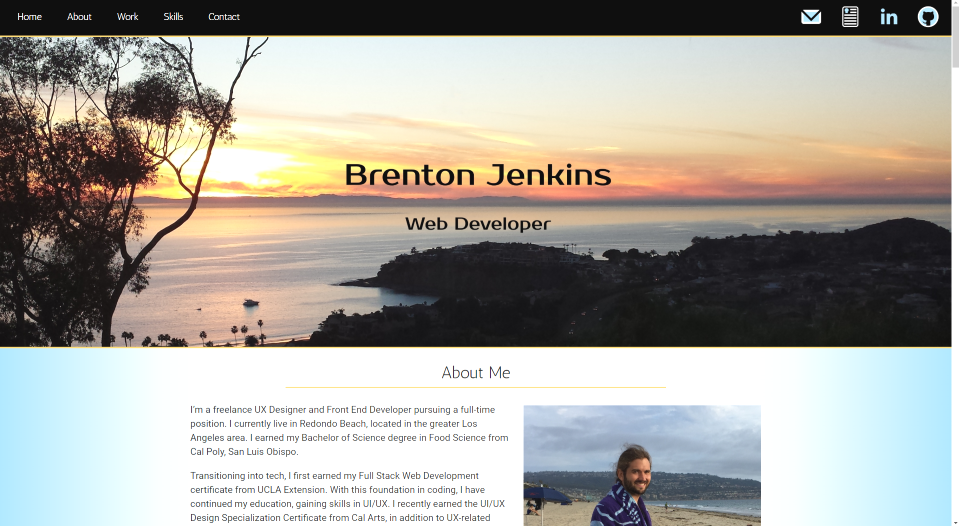 Home About Work Skills Contact
Brenton Jenkins
Web Developer
About Me
I'm a freelance UX Designer and Front End Developer pursuing a full-time
position. I currently live in Redondo Beach, located in the greater Los
Angeles area. I earned my Bachelor of Science degree in Food Science from
Cal Poly, San Luis Obispo.
Transitioning into tech, I first earned my Full Stack Web Development
certificate from UCLA Extension. With this foundation in coding, I have
continued my education, gaining skills in UI/UX. I recently earned the UI/UX
Design Specialization Certificate from Cal Arts, in addition to UX-related